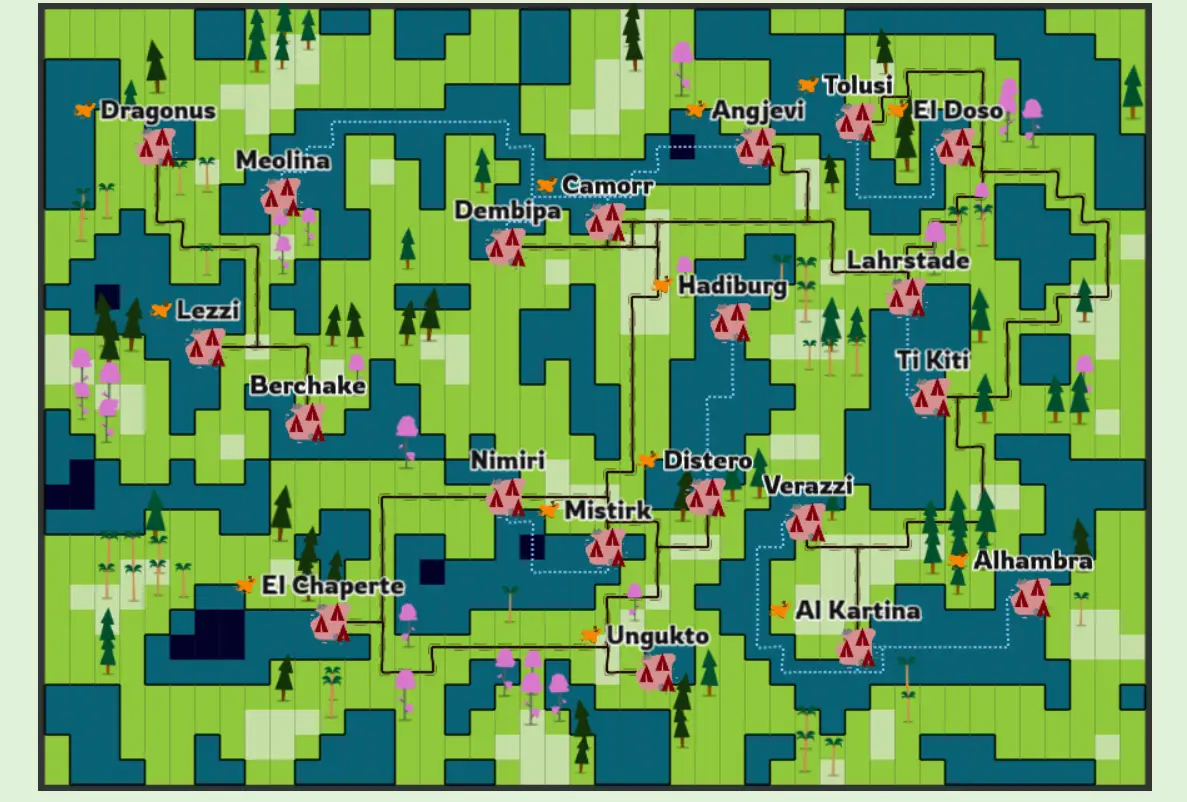 Tolusi
Dragonus
Angjevi
El Doso
Meolina
Camorr
Dembipa
Lahrstade
Hadiburg
Lezzi
Ti Kiti
Berchake
Nimiri
Distero
Verazzi
Mistirk
Alhambra
El Chaperte
Al Kartina
Ungukto